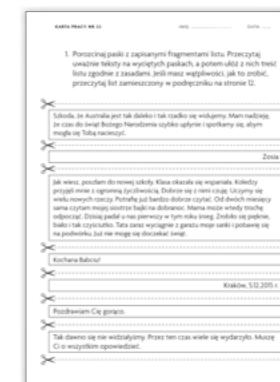 KARTA PRACY NR 22 IMIĘ DATA
1. Porozcinaj paski z zapisanymi fragmentami listu. Przeczytaj
uważnie teksty na wyciętych paskach, a potem ułóż z nich treść
listu zgodnie z zasadami. Jeśli masz wątpliwości, jak to zrobić,
przeczytaj list zamieszczony w podręczniku na stronie 12.
Szkoda, że Australia jest tak daleko i tak rzadko się widujemy. Mam nadzieję,
że czas do świąt Bożego Narodzenia szybko upłynie i spotkamy się, abym
mogła się Tobą nacieszyć.
Zosia
Jak wiesz, poszłam do nowej szkoły. Klasa okazała się wspaniała. Koledzy
przyjęli mnie z ogromną życzliwością. Dobrze się z nimi czuję. Uczymy się
wielu nowych rzeczy. Potrafię już bardzo dobrze czytać. Od dwóch miesięcy
sama czytam mojej siostrze bajki na dobranoc. Mama może wtedy trochę
odpocząć. Dzisiaj padał u nas pierwszy w tym roku śnieg. Zrobiło się pięknie,
biało i tak czyściutko. Tata zaraz wyciągnie z garażu moje sanki i pobawię się
na podwórku. Już nie mogę się doczekać świąt.
Kochana Babciu!
Kraków, 5.12.2015 r.
Pozdrawiam Cię gorąco.
Tak dawno się nie widziałyśmy. Przez ten czas wiele się wydarzyło. Muszę
Ci o wszystkim opowiedzieć.